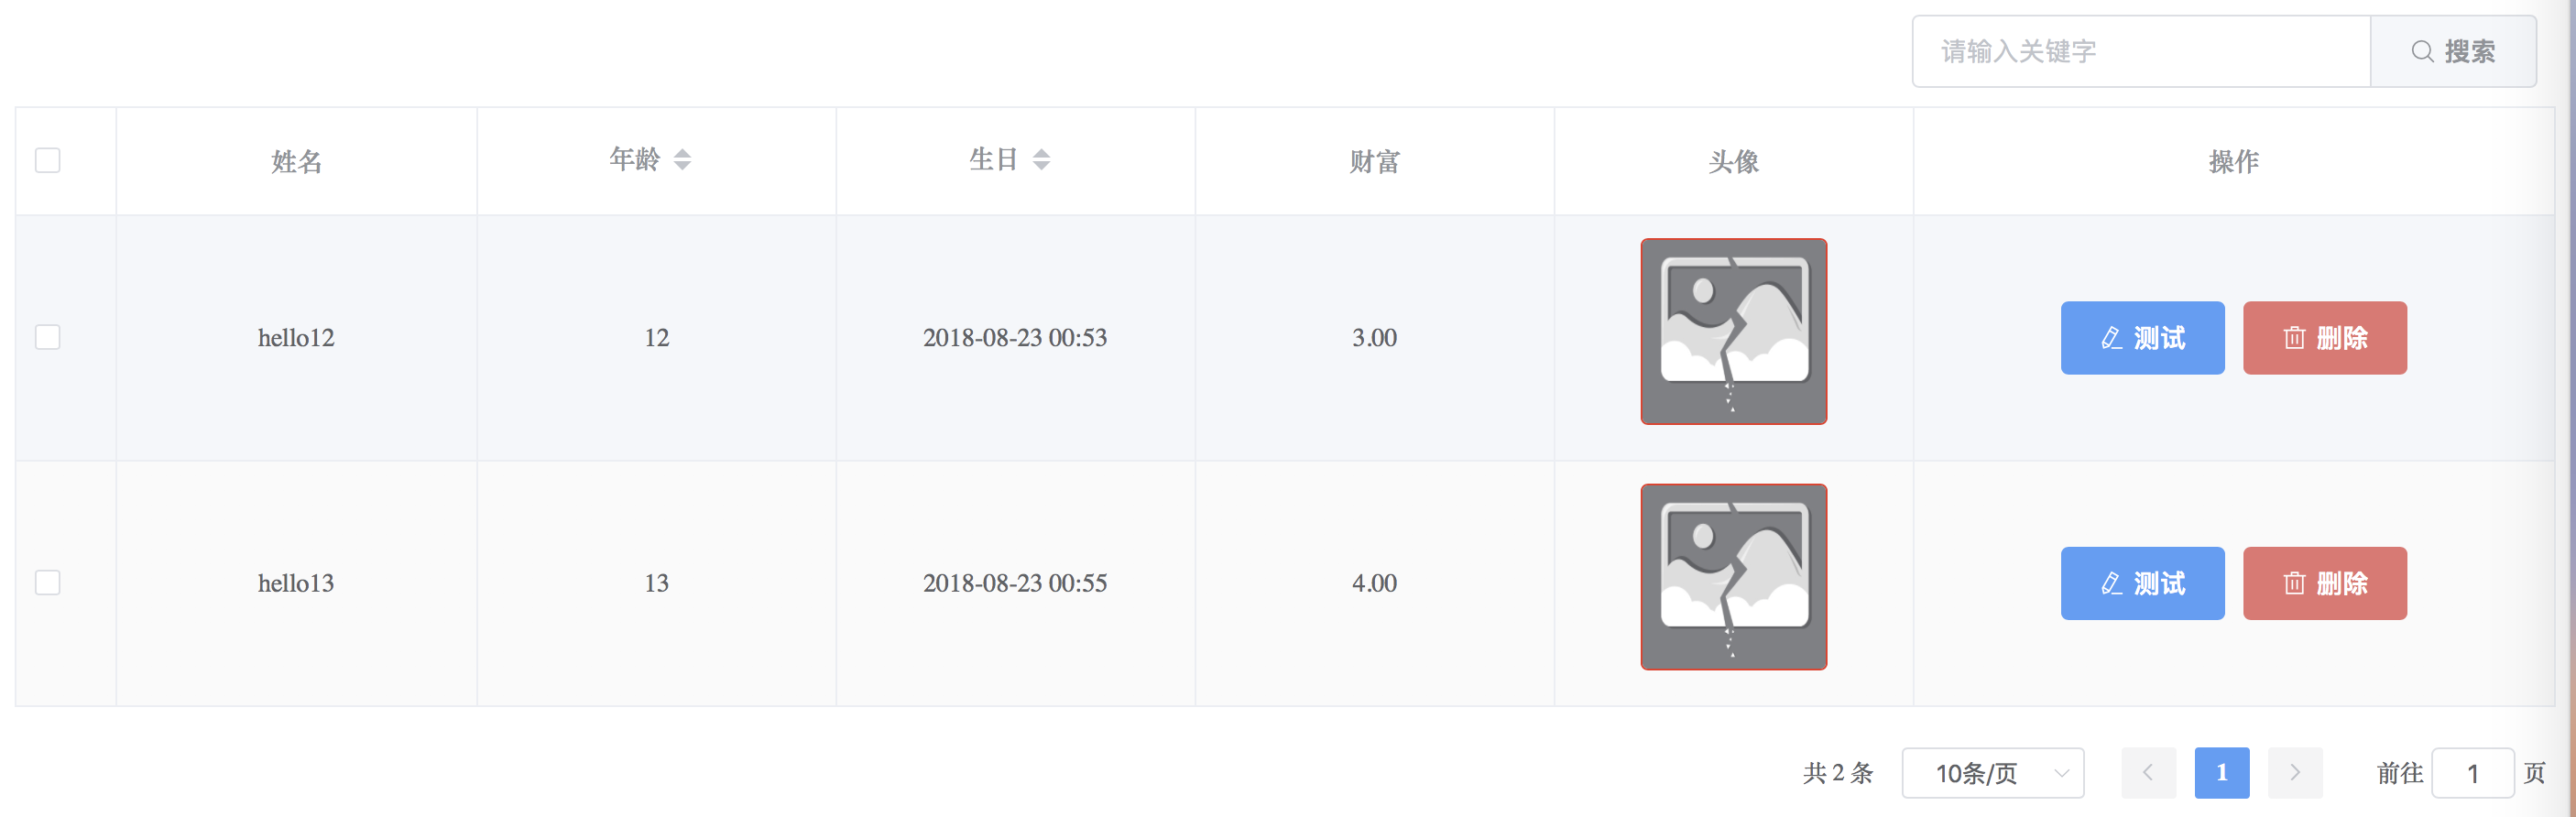 请输入关键字 搜索
姓名 年龄 生日 财富 头像 操作
hello12 12 2018-08-23 00:53 3.00 测试 删除
hello13 13 2018-08-23 00:55 4.00 测试 删除
共 2 条 10条/页 1 前往 1 页